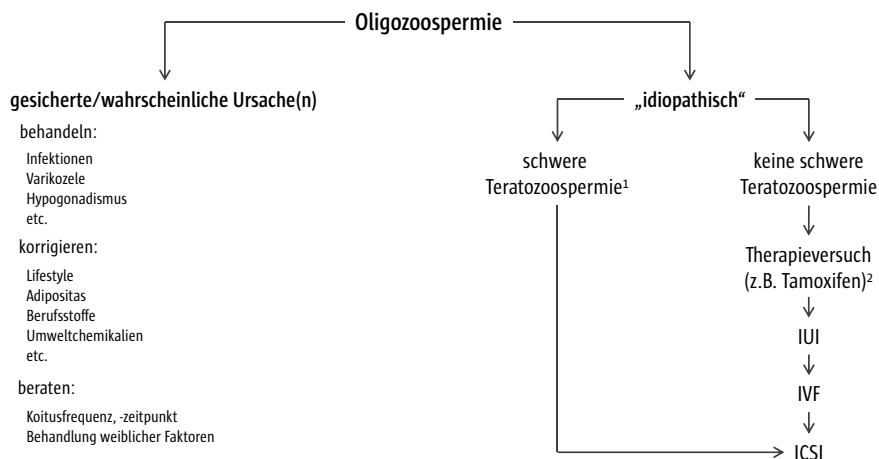 Oligozoospermie
gesicherte/wahrscheinliche Ursache(n)
behandeln:
Infektionen
Varikozele
Hypogonadismus
etc.
korrigieren:
Lifestyle
Adipositas
Berufsstoffe
Umweltchemikalien
etc.
beraten:
Koitusfrequenz, -zeitpunkt
Behandlung weiblicher Faktoren
„idiopathisch“
schwere
Teratozoospermie¹
keine schwere
Teratozoospermie
Therapieversuch
(z.B. Tamoxifen)²
IUI
IVF
ICSI